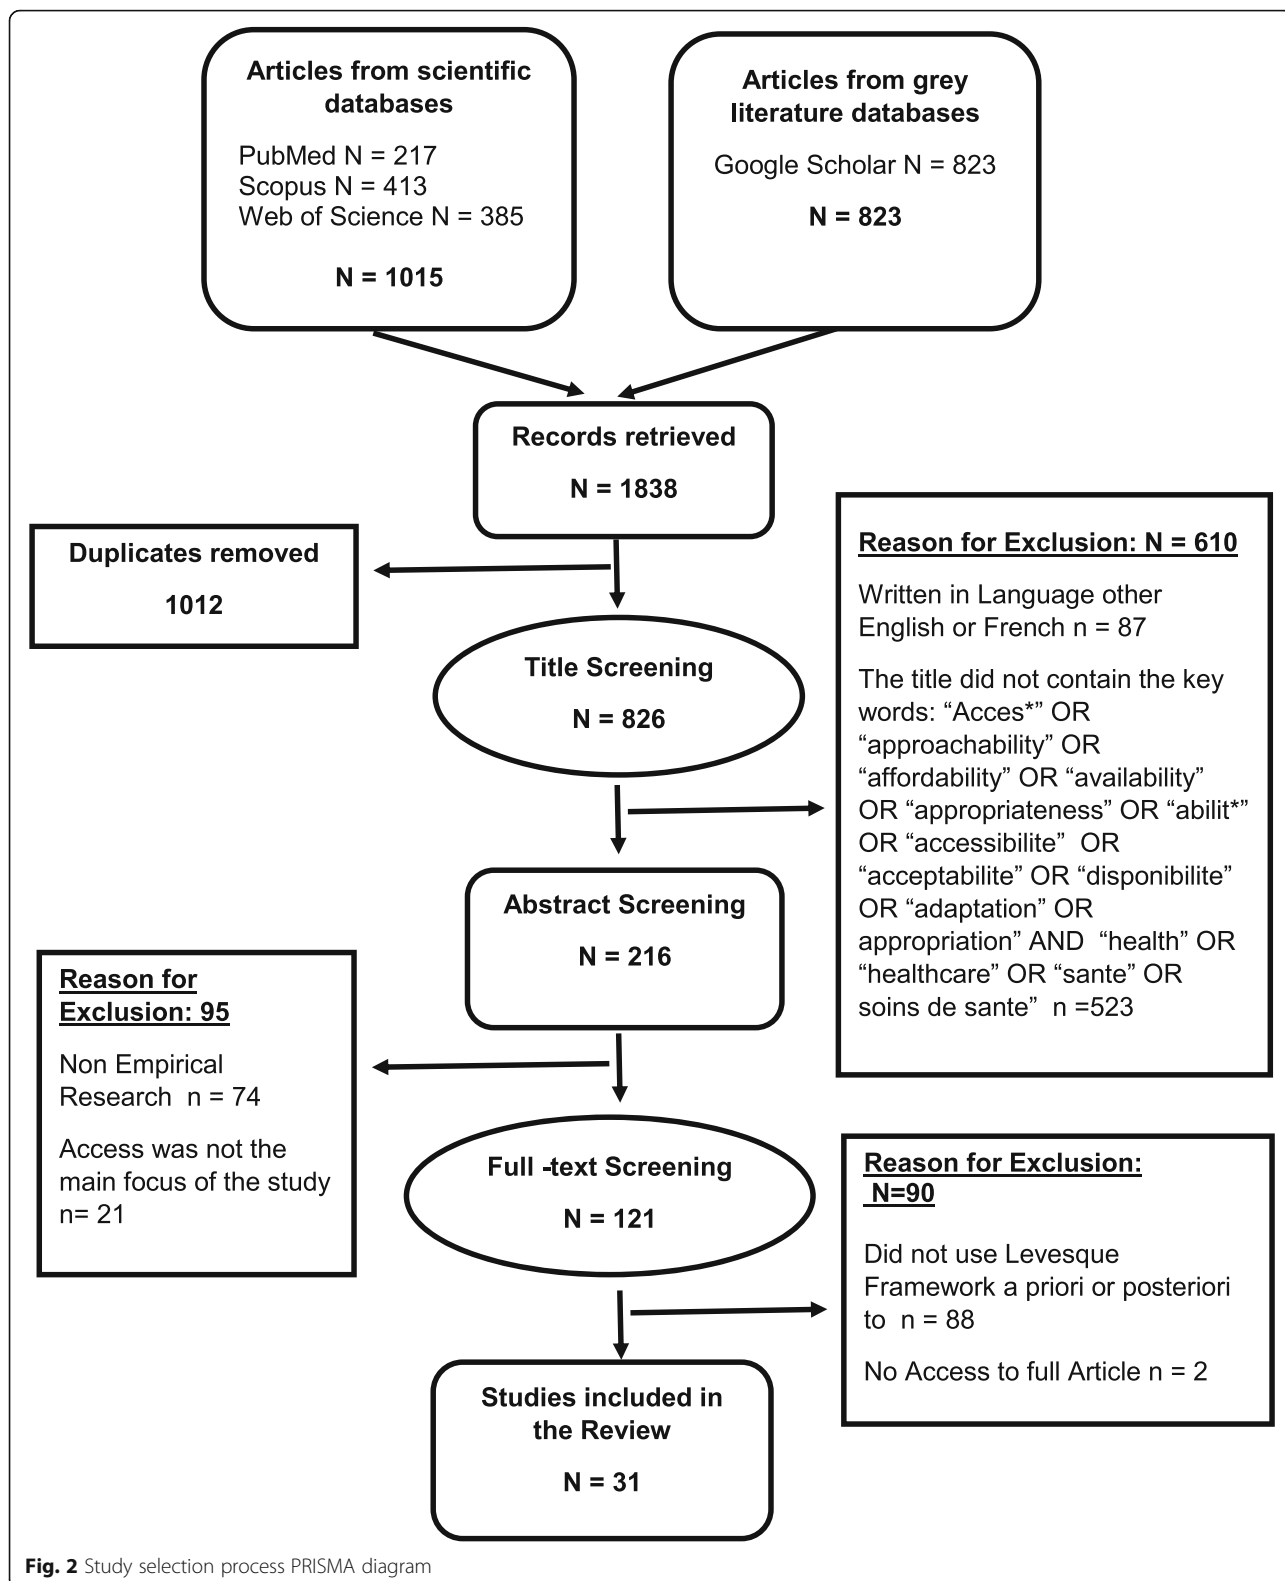 Articles from scientific
databases
PubMed N = 217
Scopus N = 413
Web of Science N = 385
N = 1015
Articles from grey
literature databases
Google Scholar N = 823
N = 823
Records retrieved
N = 1838
Duplicates removed
1012
Title Screening
N = 826
Reason for Exclusion: N = 610
Written in Language other
English or French n = 87
The title did not contain the key
words: “Acces*” OR
“approachability” OR
“affordability” OR “availability”
OR “appropriateness” OR “abilit*”
OR “accessibilite” OR
“acceptabilite” OR “disponibilite”
OR “adaptation” OR
appropriation” AND “health” OR
“healthcare” OR “sante” OR
soins de sante” n =523
Abstract Screening
N = 216
Reason for
Exclusion: 95
Non Empirical
Research n = 74
Access was not the
main focus of the study
n= 21
Full -text Screening
N = 121
Reason for Exclusion:
N=90
Did not use Levesque
Framework a priori or posteriori
to n = 88
No Access to full Article n = 2
Studies included in
the Review
N = 31
Fig. 2 Study selection process PRISMA diagram